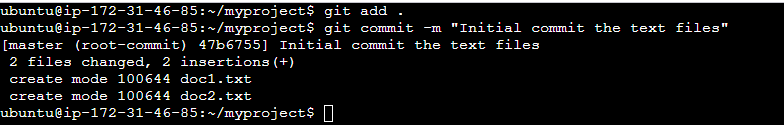 ubuntu@ip-172-31-46-85:~/myproject$ git add .
ubuntu@ip-172-31-46-85:~/myproject$ git commit -m "Initial commit the text files"
[master (root-commit) 47b6755] Initial commit the text files
 2 files changed, 2 insertions(+)
 create mode 100644 doc1.txt
 create mode 100644 doc2.txt
ubuntu@ip-172-31-46-85:~/myproject$